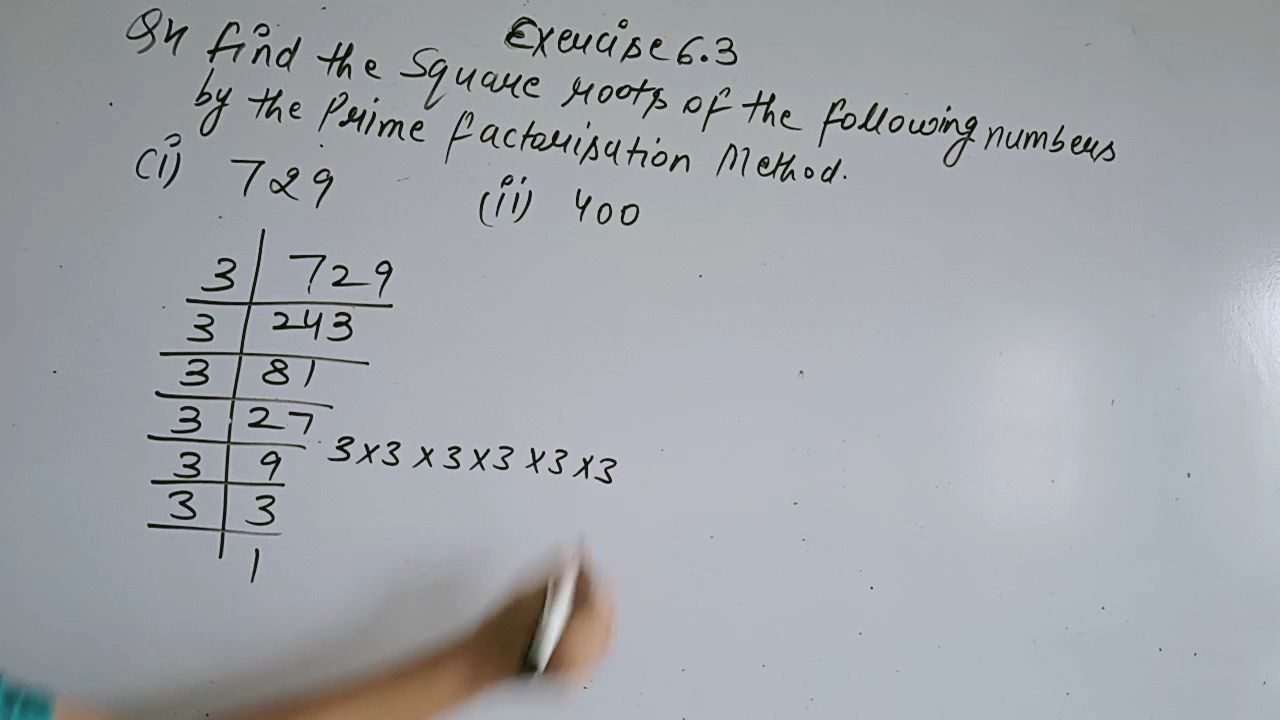 Exercise 6.3
Q4 find the Square roots of the following numbers
by the Prime factorisation Method.
(i) 729 (ii) 400
3 | 729
3 | 243
3 | 81
3 | 27
3 | 9
3 | 3
1
3×3×3×3×3×3